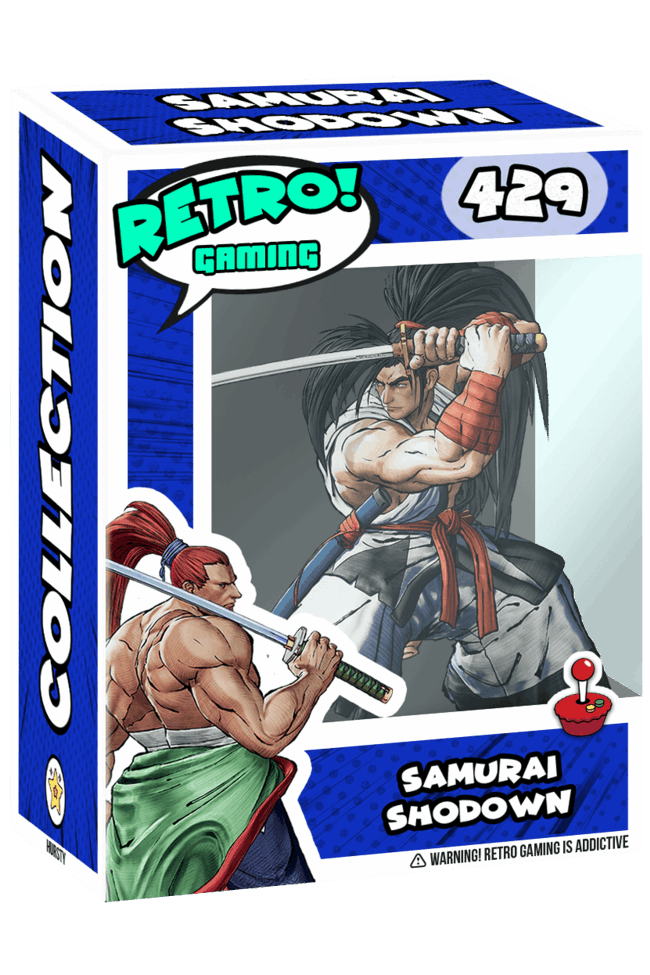 SAMURAI
SHODOWN
COLLECTION
HURSTY
RETRO!
GAMING
429
SAMURAI
SHODOWN
WARNING! RETRO GAMING IS ADDICTIVE